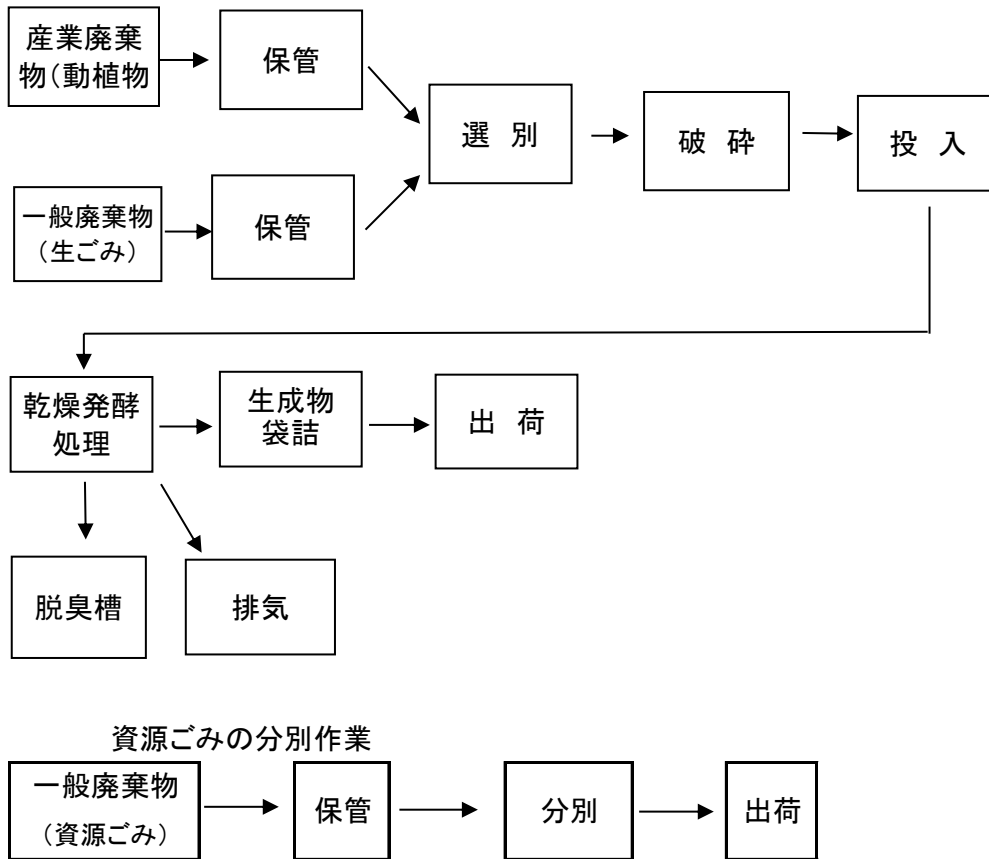 産業廃棄
物（動植物
保管
選 別
破 砕
投 入
一般廃棄物
（生ごみ）
保管
乾燥発酵
処理
生成物
袋詰
出 荷
脱臭槽
排気
資源ごみの分別作業
一般廃棄物
（資源ごみ）
保管
分別
出荷